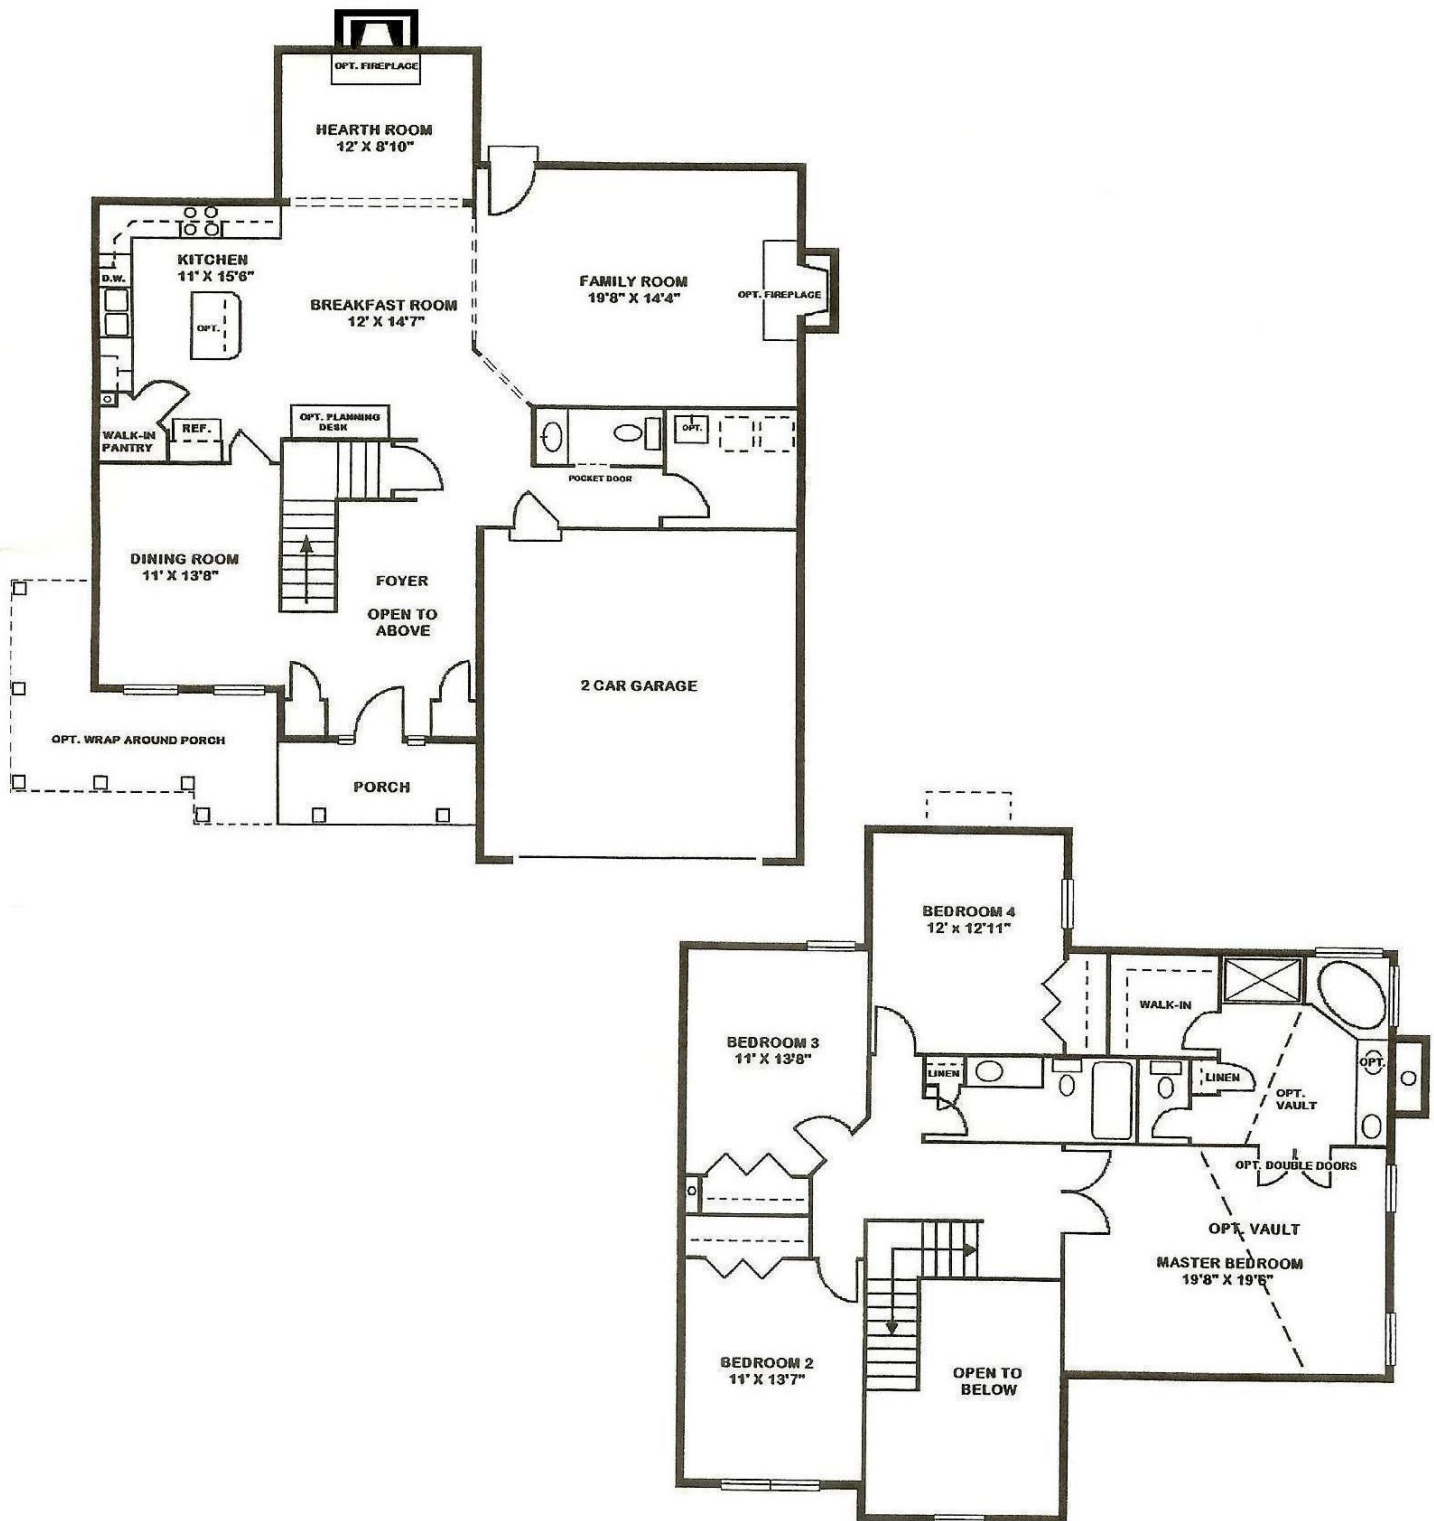 OPT. FIREPLACE
HEARTH ROOM
12' X 8'10"
KITCHEN
11' X 15'6"
D.W.
OPT.
BREAKFAST ROOM
12' X 14'7"
FAMILY ROOM
19'8" X 14'4"
OPT. FIREPLACE
OPT. PLANNING
DESK
WALK-IN
PANTRY
REF.
OPT.
POCKET DOOR
DINING ROOM
11' X 13'8"
FOYER
OPEN TO
ABOVE
2 CAR GARAGE
OPT. WRAP AROUND PORCH
PORCH
BEDROOM 4
12' x 12'11"
WALK-IN
BEDROOM 3
11' X 13'8"
LINEN
LINEN
OPT.
OPT.
VAULT
OPT. DOUBLE DOORS
OPT. VAULT
MASTER BEDROOM
19'8" X 19'6"
BEDROOM 2
11' X 13'7"
OPEN TO
BELOW